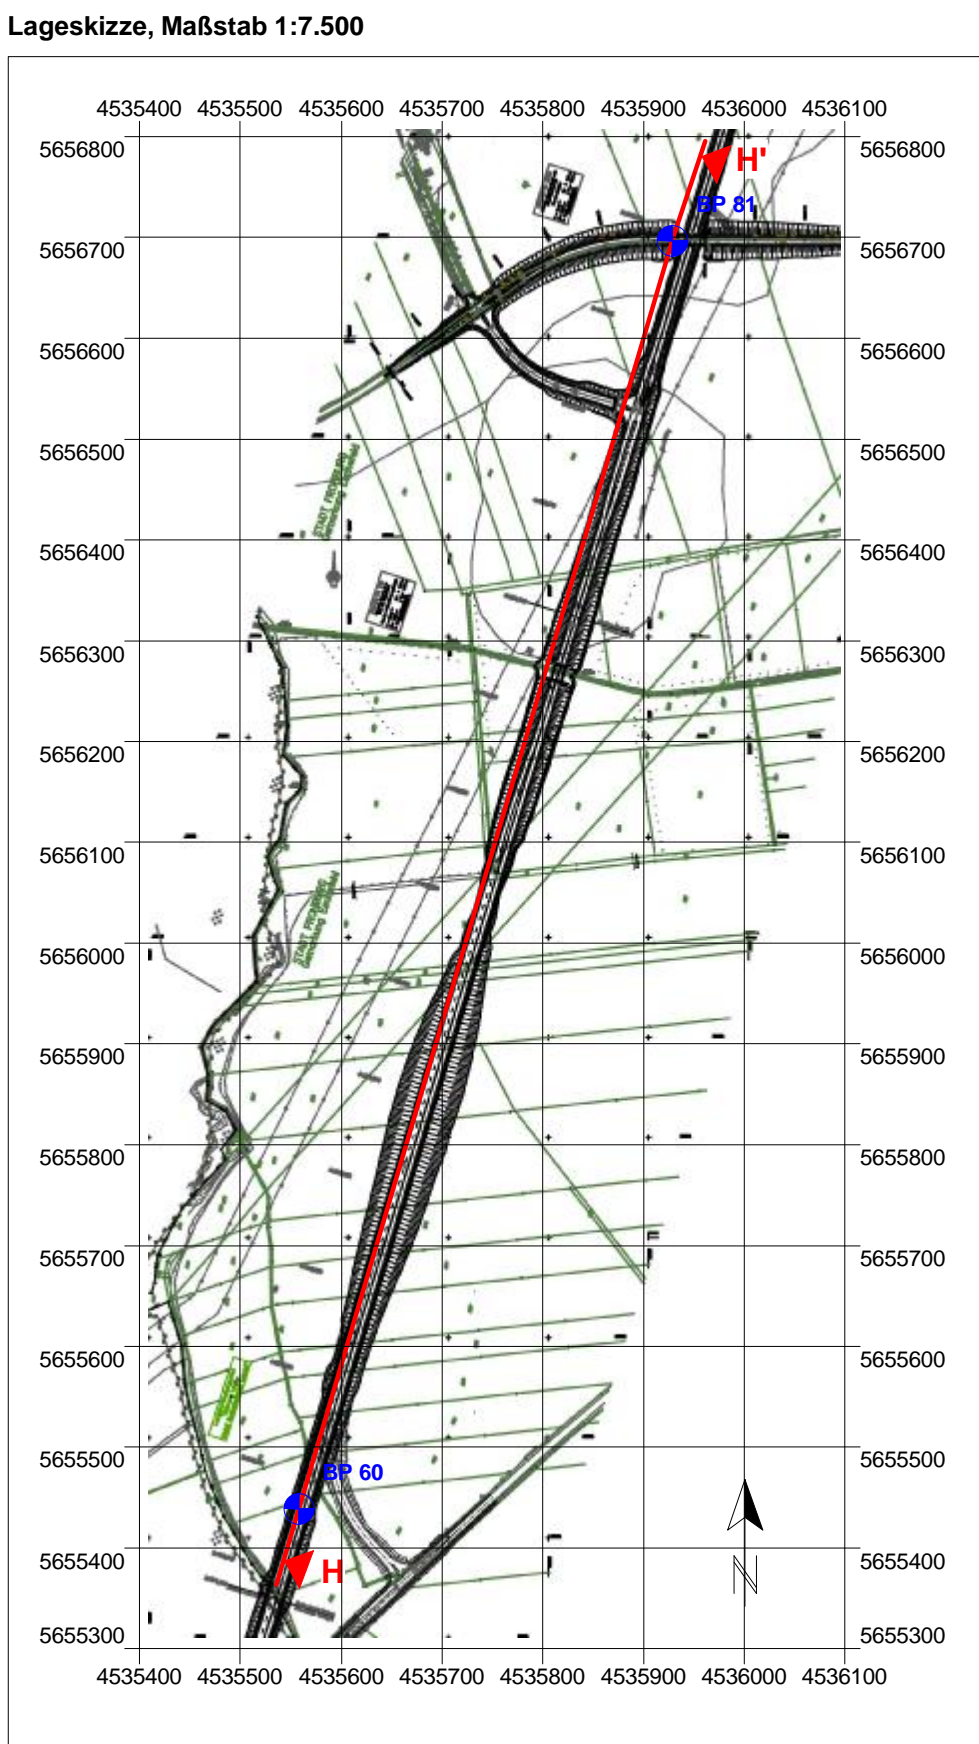 Lageskizze, Maßstab 1:7.500
4535400 4535500 4535600 4535700 4535800 4535900 4536000 4536100
5656800 5656800
H'
BP 81
5656700 5656700
5656600 5656600
5656500 5656500
5656400 5656400
5656300 5656300
5656200 5656200
5656100 5656100
5656000 5656000
5655900 5655900
5655800 5655800
5655700 5655700
5655600 5655600
5655500 5655500
BP 60
5655400 5655400
H
N
5655300 5655300
4535400 4535500 4535600 4535700 4535800 4535900 4536000 4536100